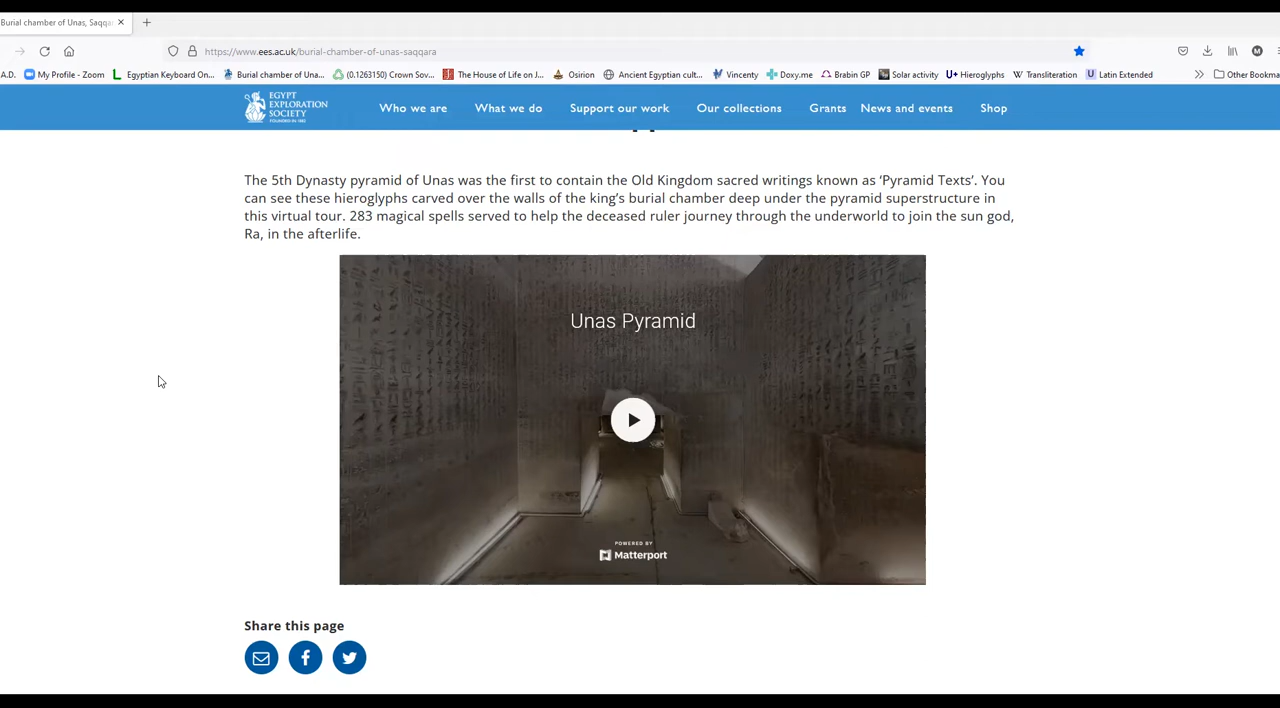 Burial chamber of Unas, Saqqar
https://www.ees.ac.uk/burial-chamber-of-unas-saqqara
A.D. My Profile - Zoom Egyptian Keyboard On... Burial chamber of Una... (0.1263150) Crown Sov... The House of Life on J... Osirion Ancient Egyptian cult... Vincenty Doxy.me Brabin GP Solar activity U+Hieroglyphs Transliteration Latin Extended Other Bookma
EGYPT
EXPLORATION
SOCIETY
FOUNDED IN 1882
Who we are What we do Support our work Our collections Grants News and events Shop
The 5th Dynasty pyramid of Unas was the first to contain the Old Kingdom sacred writings known as ‘Pyramid Texts’. You
can see these hieroglyphs carved over the walls of the king’s burial chamber deep under the pyramid superstructure in
this virtual tour. 283 magical spells served to help the deceased ruler journey through the underworld to join the sun god,
Ra, in the afterlife.
Unas Pyramid
POWERED BY
Matterport
Share this page